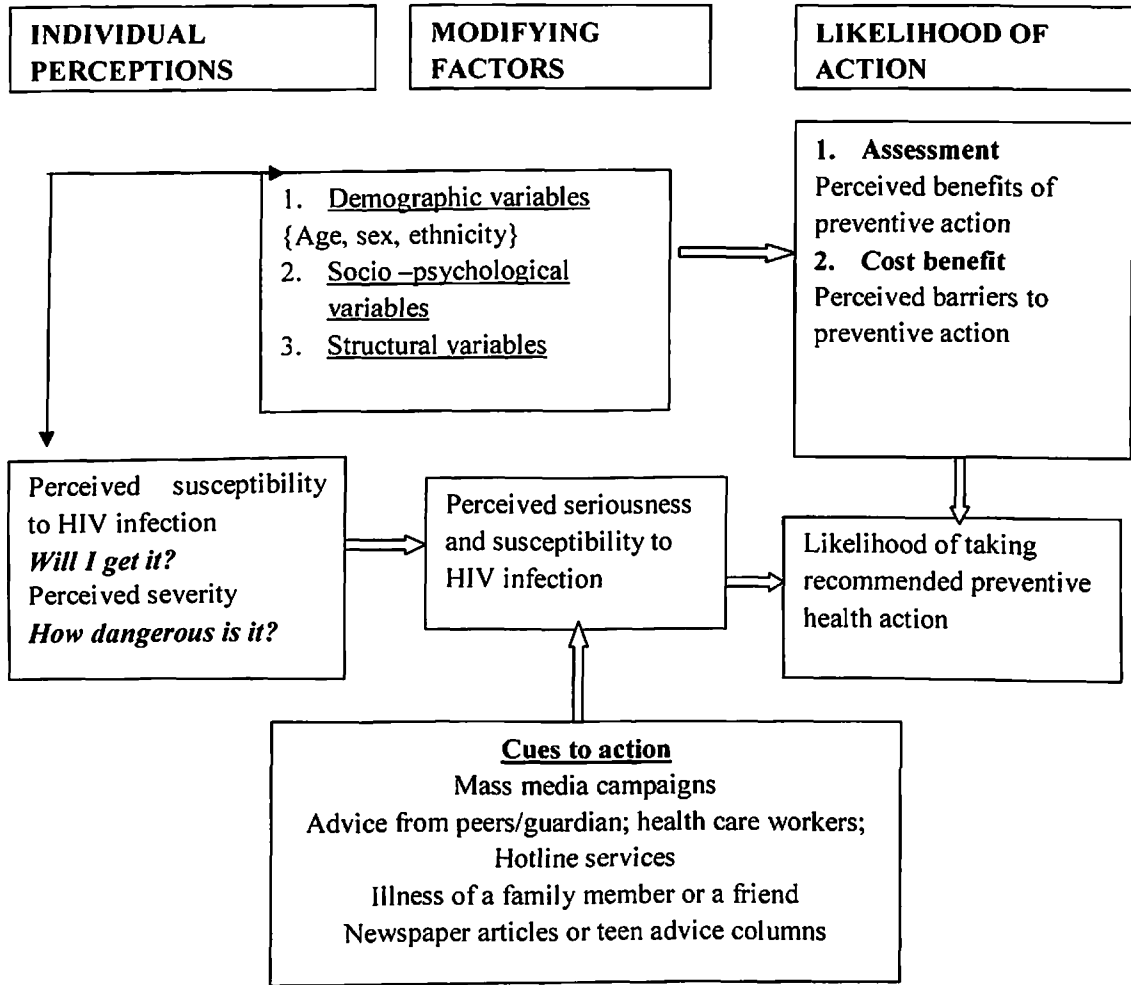 INDIVIDUAL
PERCEPTIONS
MODIFYING
FACTORS
LIKELIHOOD OF
ACTION
1. Demographic variables
{Age, sex, ethnicity}
2. Socio –psychological
variables
3. Structural variables
1. Assessment
Perceived benefits of
preventive action
2. Cost benefit
Perceived barriers to
preventive action
Perceived susceptibility
to HIV infection
Will I get it?
Perceived severity
How dangerous is it?
Perceived seriousness
and susceptibility to
HIV infection
Likelihood of taking
recommended preventive
health action
Cues to action
Mass media campaigns
Advice from peers/guardian; health care workers;
Hotline services
Illness of a family member or a friend
Newspaper articles or teen advice columns